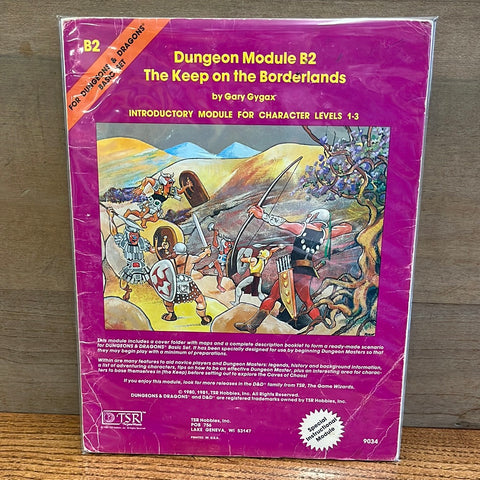 B2
FOR DUNGEONS & DRAGONS®
BASIC SET
Dungeon Module B2
The Keep on the Borderlands
by Gary Gygax
INTRODUCTORY MODULE FOR CHARACTER LEVELS 1-3
This module includes a cover folder with maps and a complete description booklet to form a ready-made scenario
for DUNGEONS & DRAGONS® Basic Set. It has been specially designed for use by beginning Dungeon Masters so that
they may begin play with a minimum of preparations.
Within are many features to aid novice players and Dungeon Masters: legends, history and background information,
a list of adventuring characters, tips on how to be an effective Dungeon Master, plus an interesting area for charac-
ters to base themselves in (the Keep) before setting out to explore the Caves of Chaos!
If you enjoy this module, look for more releases in the D&D® family from TSR, The Game Wizards.
© 1980, 1981, TSR Hobbies, Inc. All Rights Reserved.
DUNGEONS & DRAGONS® and D&D® are registered trademarks owned by TSR Hobbies, Inc.
TSR
TSR Hobbies, Inc.
POB 756
LAKE GENEVA, WI 53147
PRINTED IN U.S.A.
Special
Instructional
Module
9034